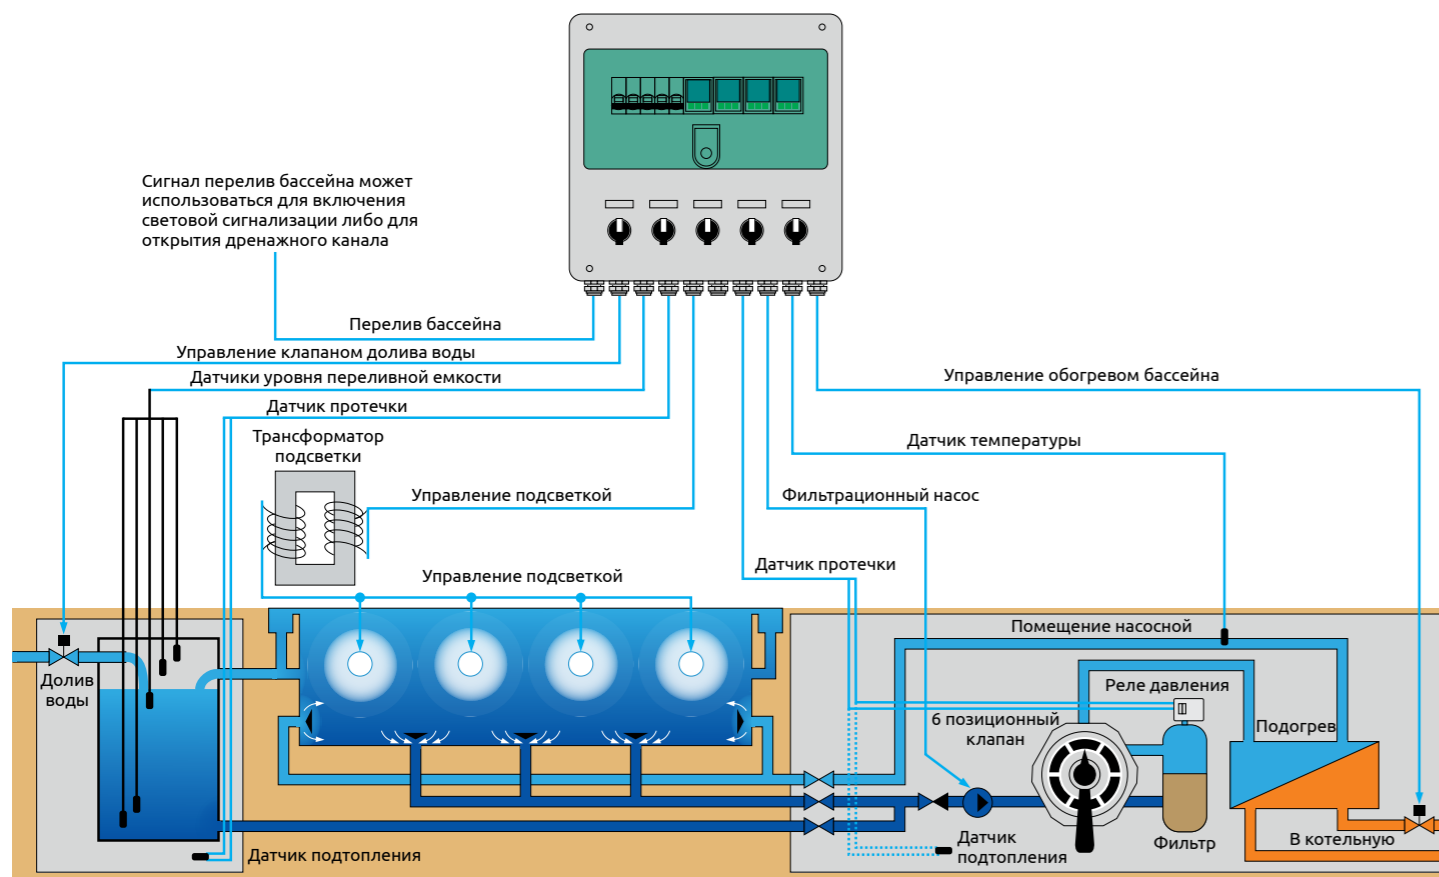 Сигнал перелив бассейна может
использоваться для включения
световой сигнализации либо для
открытия дренажного канала
Перелив бассейна
Управление клапаном долива воды
Датчики уровня переливной емкости
Датчик протечки
Трансформатор
подсветки
Управление подсветкой
Управление подсветкой
Управление обогревом бассейна
Датчик температуры
Фильтрационный насос
Датчик протечки
Помещение насосной
Долив
воды
Реле давления
6 позиционный
клапан
Подогрев
Датчик подтопления
Датчик
подтопления
Фильтр
В котельную